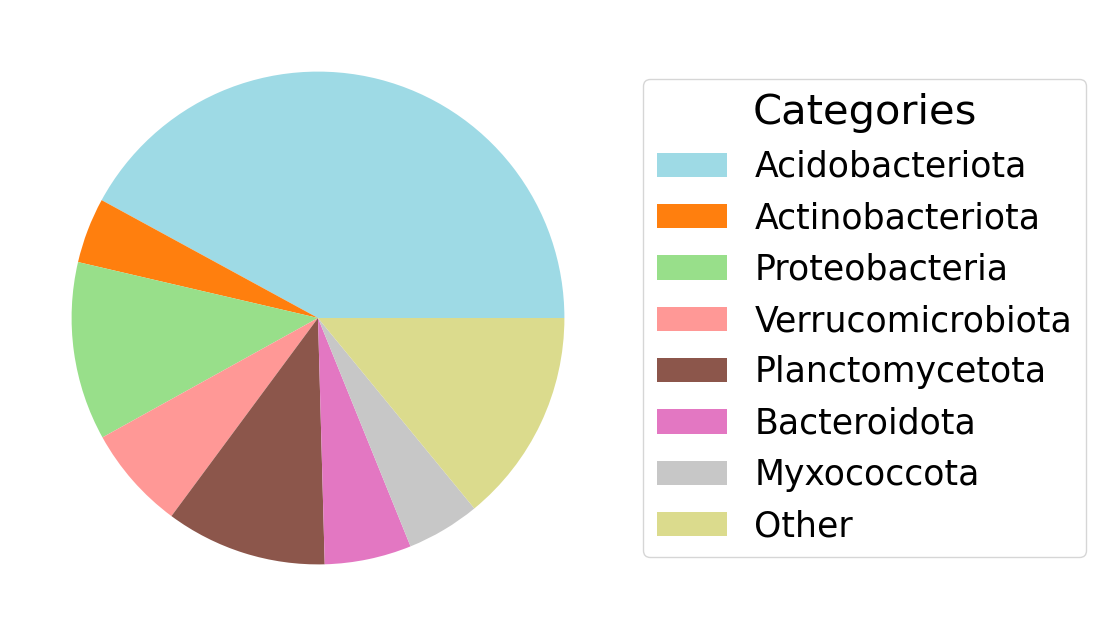 Categories
Acidobacteriota
Actinobacteriota
Proteobacteria
Verrucomicrobiota
Planctomycetota
Bacteroidota
Myxococcota
Other